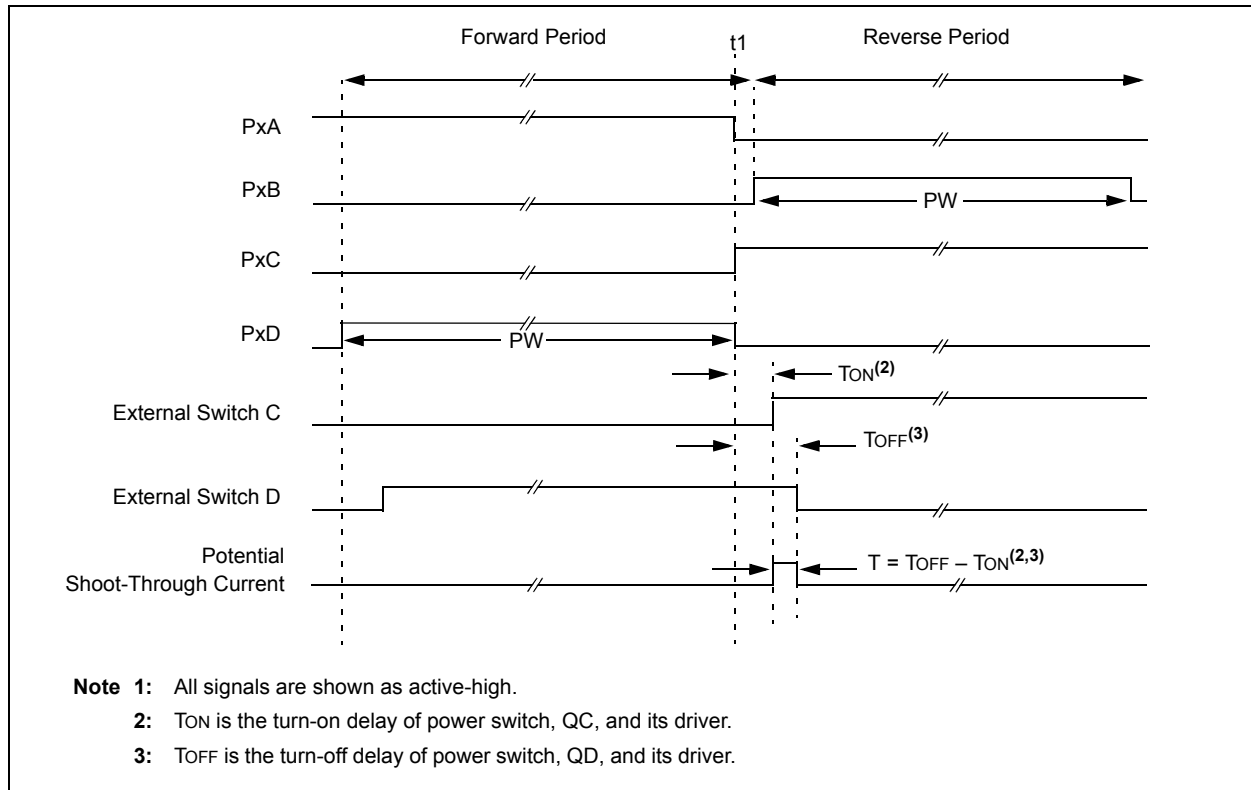 Forward Period
t1
Reverse Period
PxA
PxB
PW
PxC
PxD
PW
TON(2)
External Switch C
TOFF(3)
External Switch D
Potential
Shoot-Through Current
T = TOFF – TON(2,3)
Note 1: All signals are shown as active-high.
2: TON is the turn-on delay of power switch, QC, and its driver.
3: TOFF is the turn-off delay of power switch, QD, and its driver.